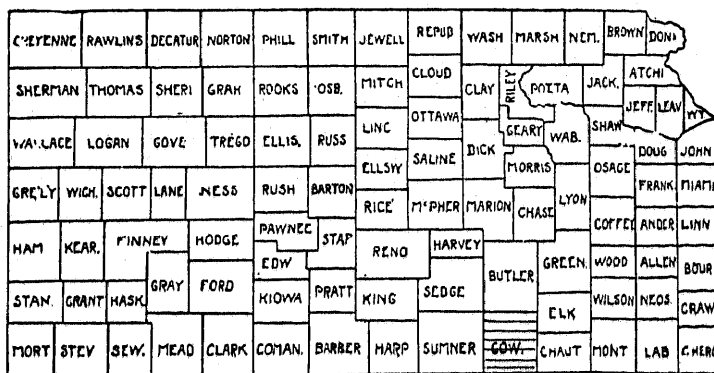 CHEYENNE RAWLINS DECATUR NORTON PHILL SMITH JEWELL REPUB WASH MARSH NEM. BROWN DONI
SHERMAN THOMAS SHERI GRAH ROOKS OSB. MITCH CLOUD CLAY RILEY POTTA JACK. ATCHI
JEFF. LEAV WY
WALLACE LOGAN GOVE TREGO ELLIS. RUSS LINC OTTAWA DICK GEARY WAB. SHAW DOUG JOHN
ELLSW SALINE MORRIS OSAGE
GRE'LY WICH. SCOTT LANE NESS RUSH BARTON RICE McPHER MARION CHASE LYON FRANK. MIAMI
HAM KEAR. FINNEY HODGE PAWNEE STAF RENO HARVEY COFFEE ANDER LINN
EDW BUTLER GREEN. WOOD ALLEN BOUR
STAN. GRANT HASK. GRAY FORD KIOWA PRATT KING SEDGE ELK WILSON NEOS. CRAW
MORT STEV SEW. MEAD CLARK COMAN. BARBER HARP SUMNER COW. CHAUT MONT LAB CHERO